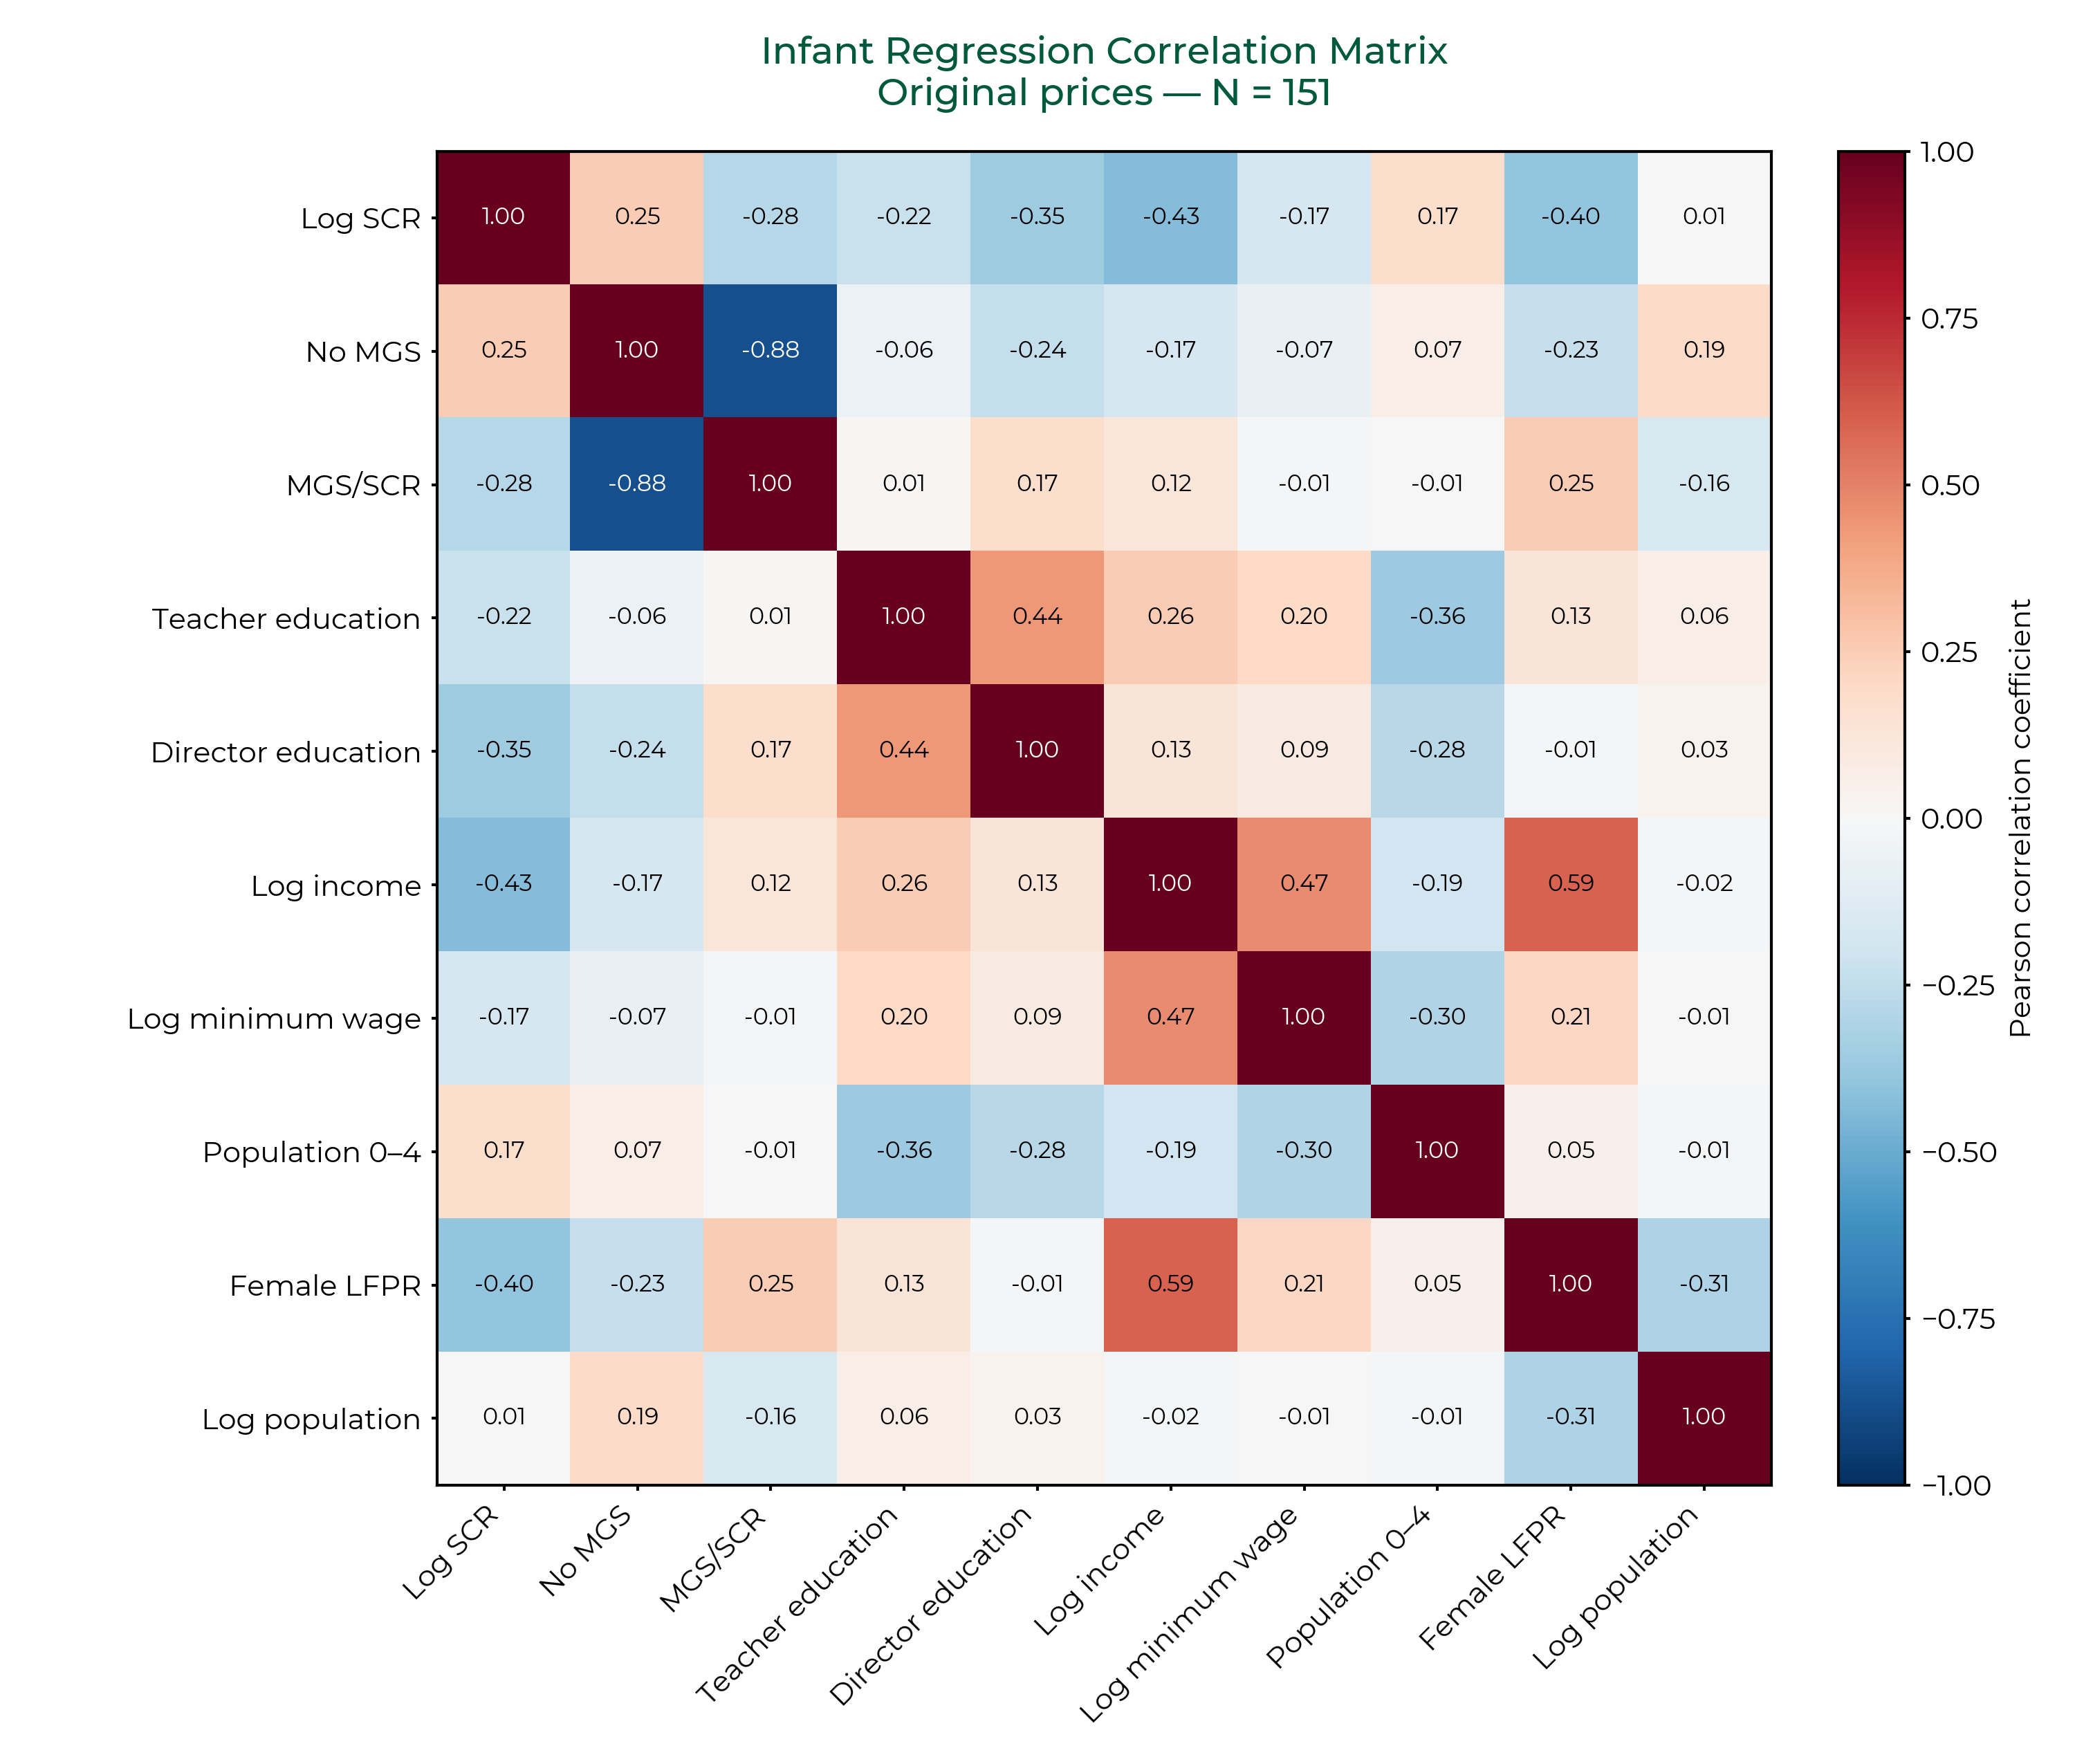 Infant Regression Correlation Matrix
Original prices — N = 151
Log SCR 1.00 0.25 -0.28 -0.22 -0.35 -0.43 -0.17 0.17 -0.40 0.01
No MGS 0.25 1.00 -0.88 -0.06 -0.24 -0.17 -0.07 0.07 -0.23 0.19
MGS/SCR -0.28 -0.88 1.00 0.01 0.17 0.12 -0.01 -0.01 0.25 -0.16
Teacher education -0.22 -0.06 0.01 1.00 0.44 0.26 0.20 -0.36 0.13 0.06
Director education -0.35 -0.24 0.17 0.44 1.00 0.13 0.09 -0.28 -0.01 0.03
Log income -0.43 -0.17 0.12 0.26 0.13 1.00 0.47 -0.19 0.59 -0.02
Log minimum wage -0.17 -0.07 -0.01 0.20 0.09 0.47 1.00 -0.30 0.21 -0.01
Population 0–4 0.17 0.07 -0.01 -0.36 -0.28 -0.19 -0.30 1.00 0.05 -0.01
Female LFPR -0.40 -0.23 0.25 0.13 -0.01 0.59 0.21 0.05 1.00 -0.31
Log population 0.01 0.19 -0.16 0.06 0.03 -0.02 -0.01 -0.01 -0.31 1.00
Log SCR
No MGS
MGS/SCR
Teacher education
Director education
Log income
Log minimum wage
Population 0–4
Female LFPR
Log population
1.00
0.75
0.50
0.25
0.00
−0.25
−0.50
−0.75
−1.00
Pearson correlation coefficient